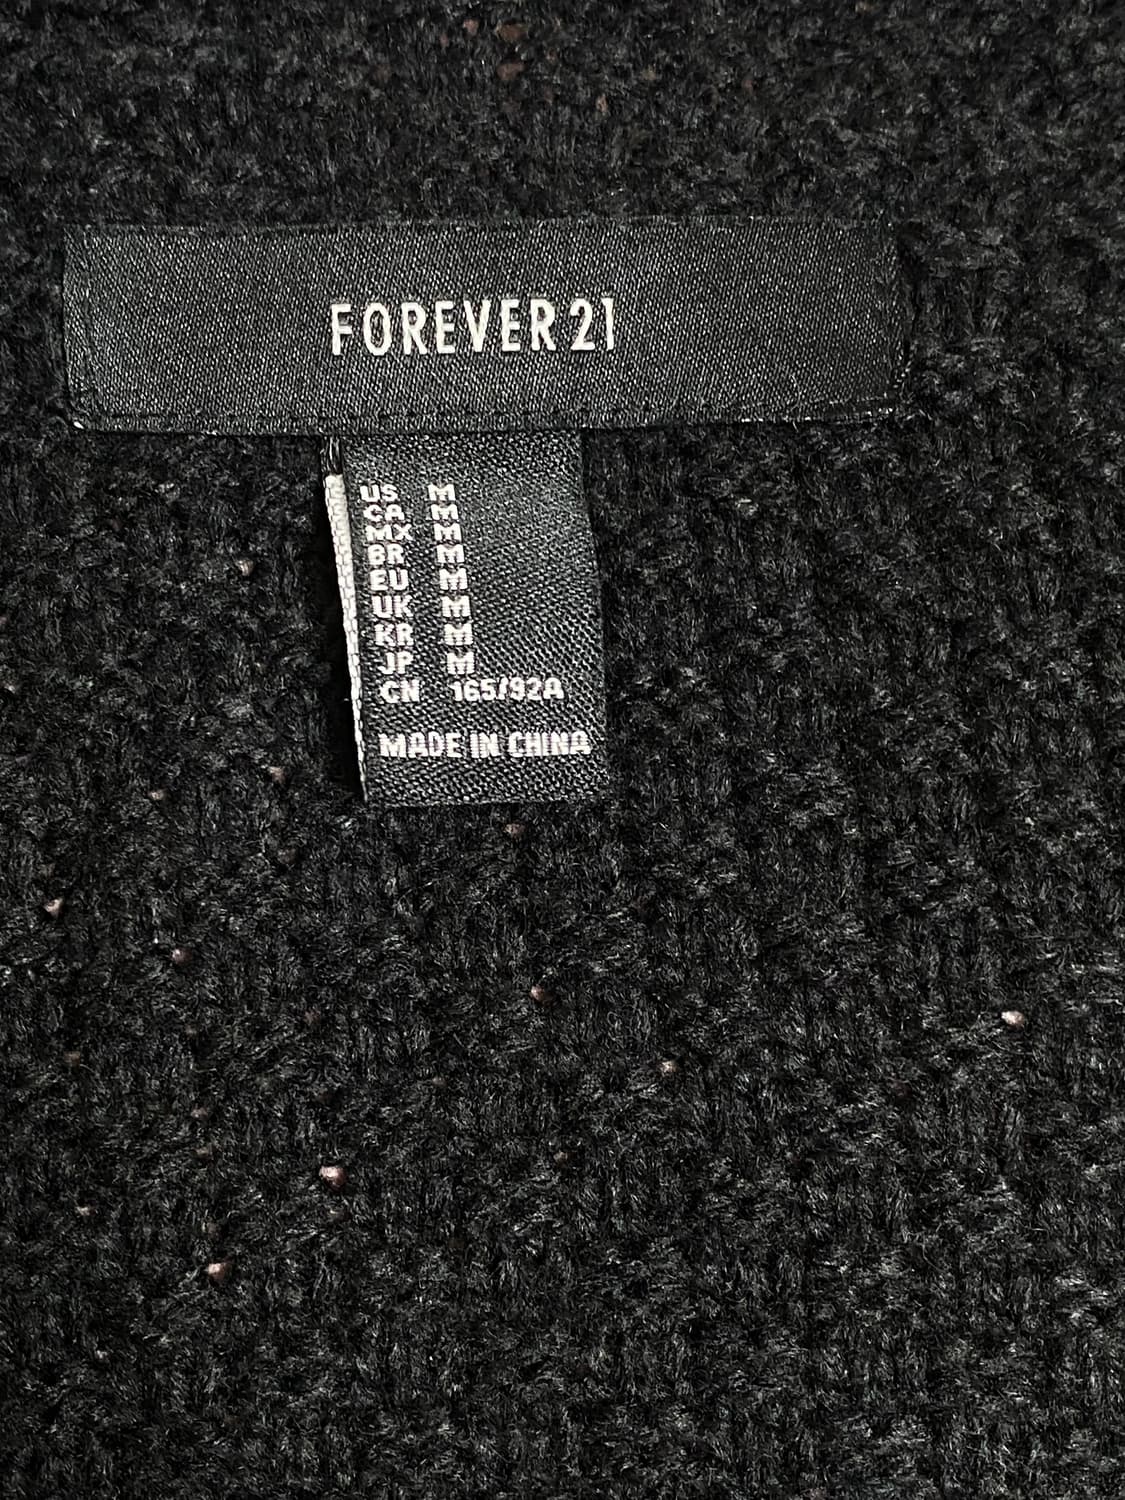 FOREVER 21
US M
CA M
MX M
BR M
EU M
UK M
KR M
JP M
CN 165/92A
MADE IN CHINA